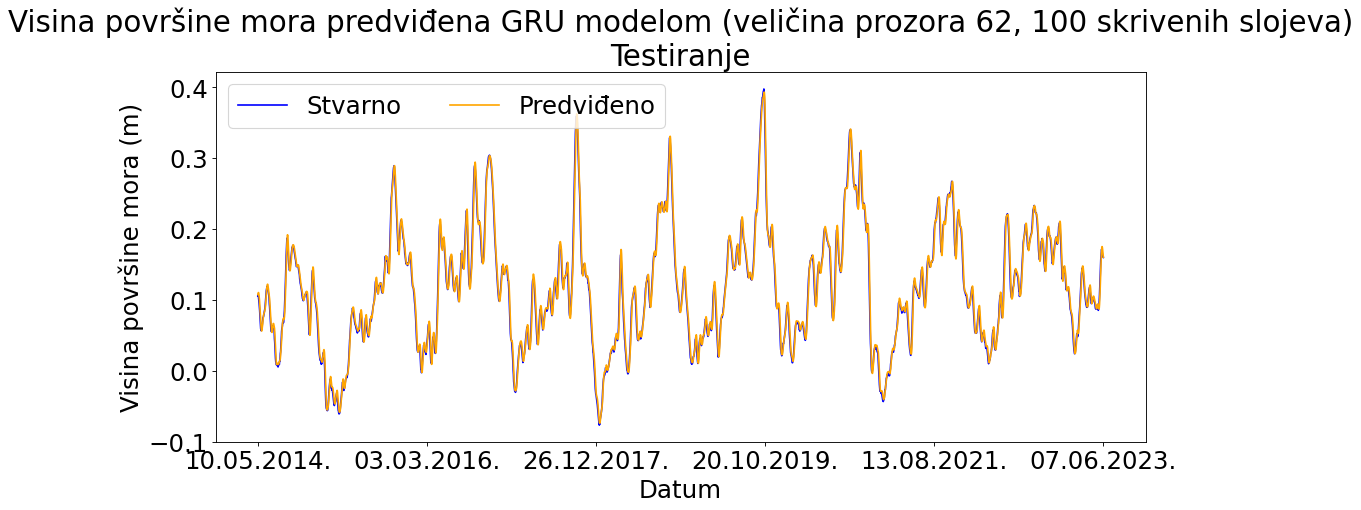 Visina površine mora predviđena GRU modelom (veličina prozora 62, 100 skrivenih slojeva)
Testiranje
Stvarno Predviđeno
Visina površine mora (m)
0.4
0.3
0.2
0.1
0.0
−0.1
10.05.2014. 03.03.2016. 26.12.2017. 20.10.2019. 13.08.2021. 07.06.2023.
Datum